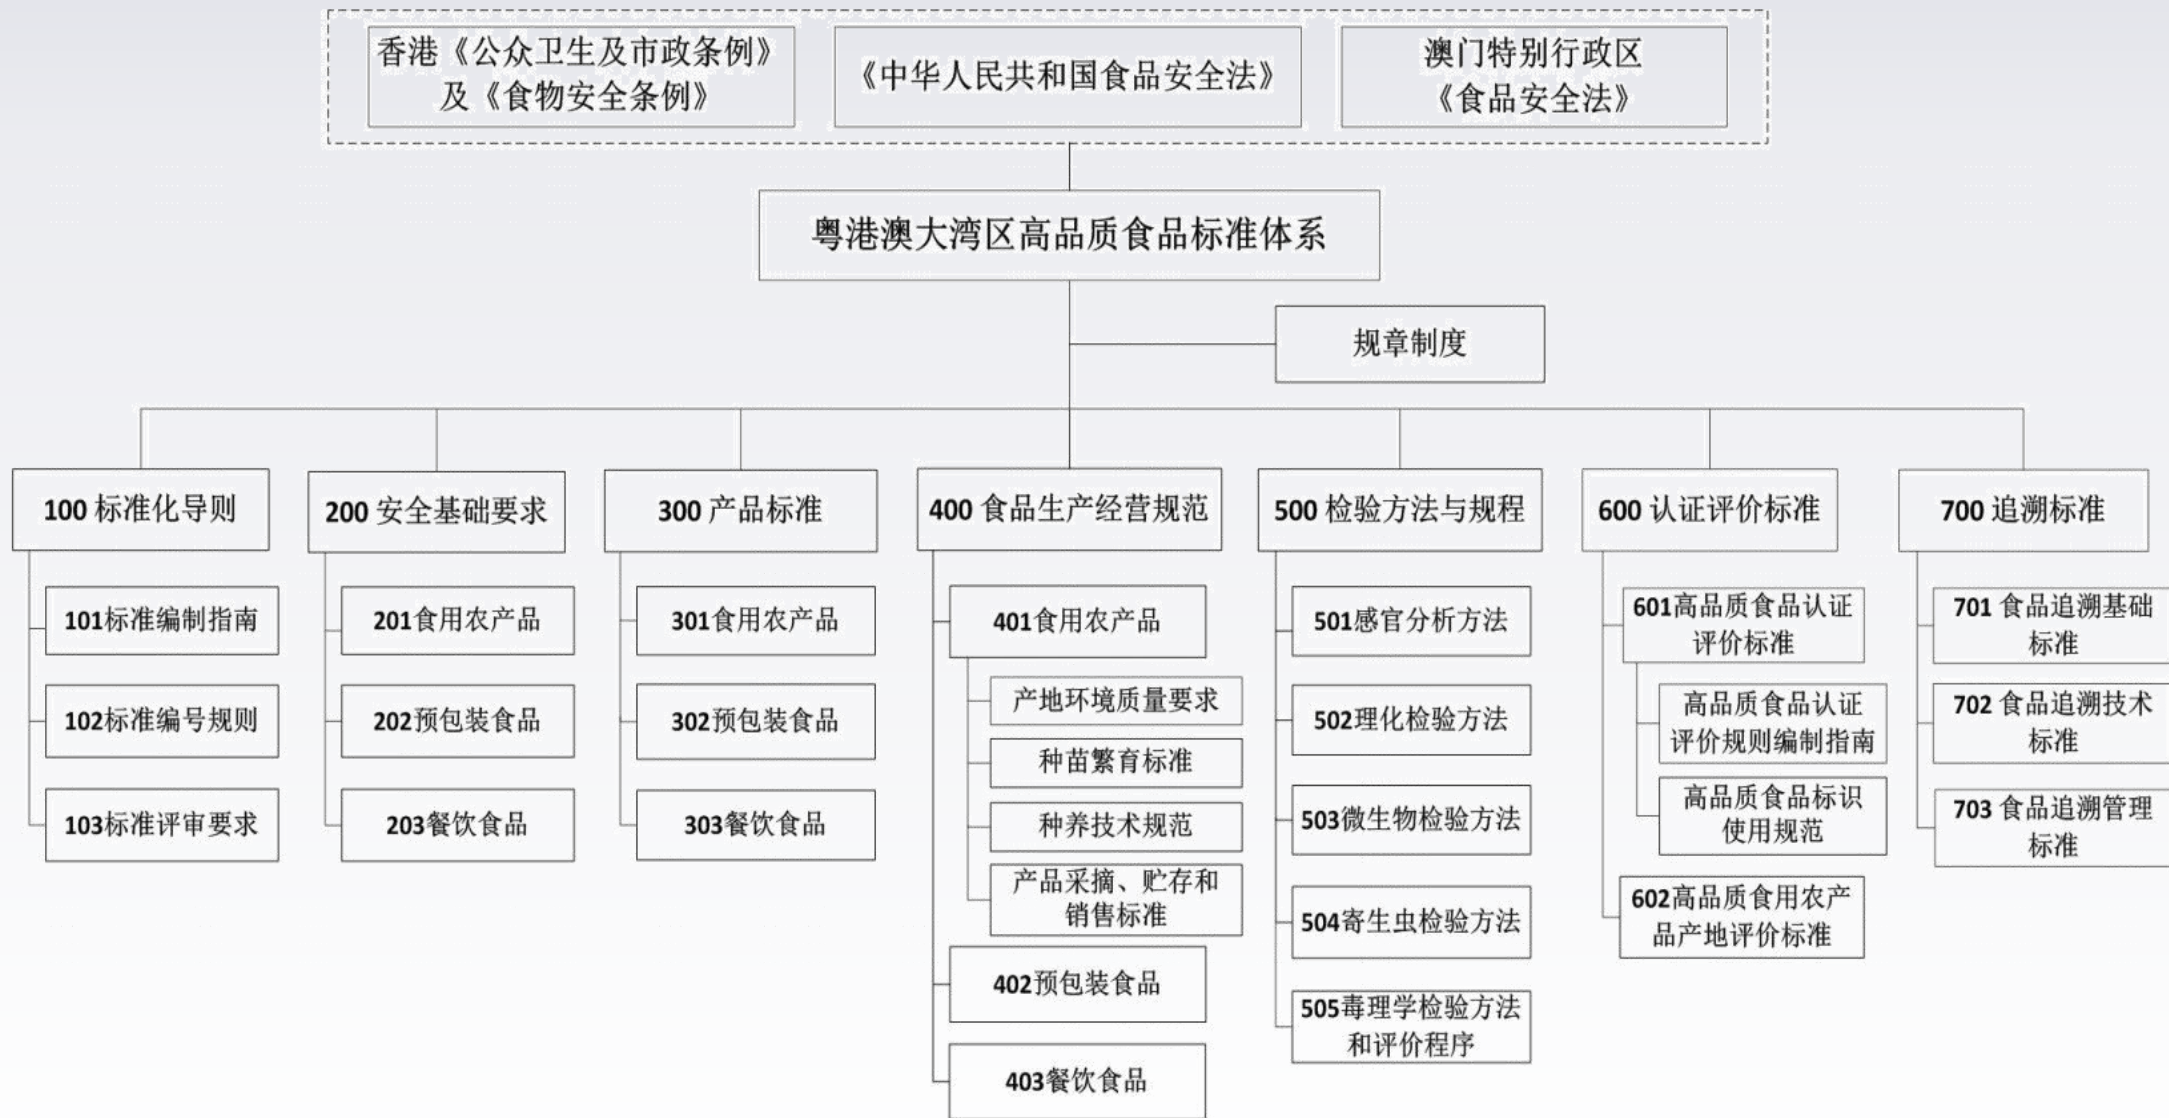 香港《公众卫生及市政条例》
及《食物安全条例》
《中华人民共和国食品安全法》
澳门特别行政区
《食品安全法》
粤港澳大湾区高品质食品标准体系
规章制度
100 标准化导则
101标准编制指南
102标准编号规则
103标准评审要求
200 安全基础要求
201食用农产品
202预包装食品
203餐饮食品
300 产品标准
301食用农产品
302预包装食品
303餐饮食品
400 食品生产经营规范
401食用农产品
产地环境质量要求
种苗繁育标准
种养技术规范
产品采摘、贮存和
销售标准
402预包装食品
403餐饮食品
500 检验方法与规程
501感官分析方法
502理化检验方法
503微生物检验方法
504寄生虫检验方法
505毒理学检验方法
和评价程序
600 认证评价标准
601高品质食品认证
评价标准
高品质食品认证
评价规则编制指南
高品质食品标识
使用规范
602高品质食用农产
品产地评价标准
700 追溯标准
701 食品追溯基础
标准
702 食品追溯技术
标准
703 食品追溯管理
标准